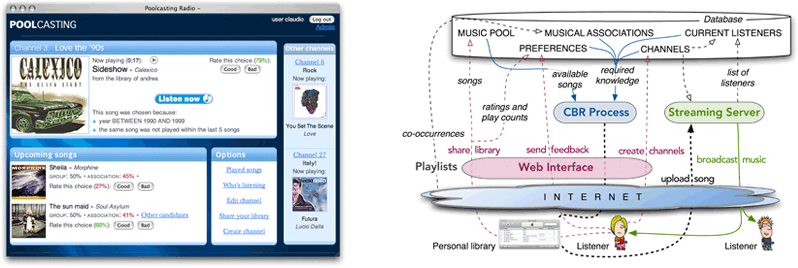 Poolcasting Radio -
POOLCASTING
user claudio Log out
Admin
Channel 3: Love the '90s
Now playing (0:17):
Rate this choice (79%):
Sideshow - Calexico
Good Bad
from the library of andrea
CALEXICO
Listen now
This song was chosen because:
year BETWEEN 1990 AND 1999
the same song was not played within the last 5 songs
Other channels
Channel 6
Rock
Now playing:
You Set The Scene
Love
Channel 27
Italy!
Now playing:
Futura
Lucio Dalla
Upcoming songs
MORPHINE
Sheila - Morphine
GROUP: 50% • ASSOCIATION: 45% •
Rate this choice (27%): Good Bad
The sun maid - Soul Asylum
GROUP: 50% • ASSOCIATION: 41% • Other candidates
Rate this choice (69%): Good Bad
Options
Played songs
Who's listening
Edit channel
Share your library
Create channel
Database
MUSIC POOL
MUSICAL ASSOCIATIONS
CURRENT LISTENERS
PREFERENCES
CHANNELS
songs
available
songs
required
knowledge
list of
listeners
ratings and
play counts
CBR Process
Streaming Server
co-occurrences
share library
send feedback
create channels
broadcast music
Playlists
Web Interface
upload song
INTERNET
Personal library
Listener
Listener